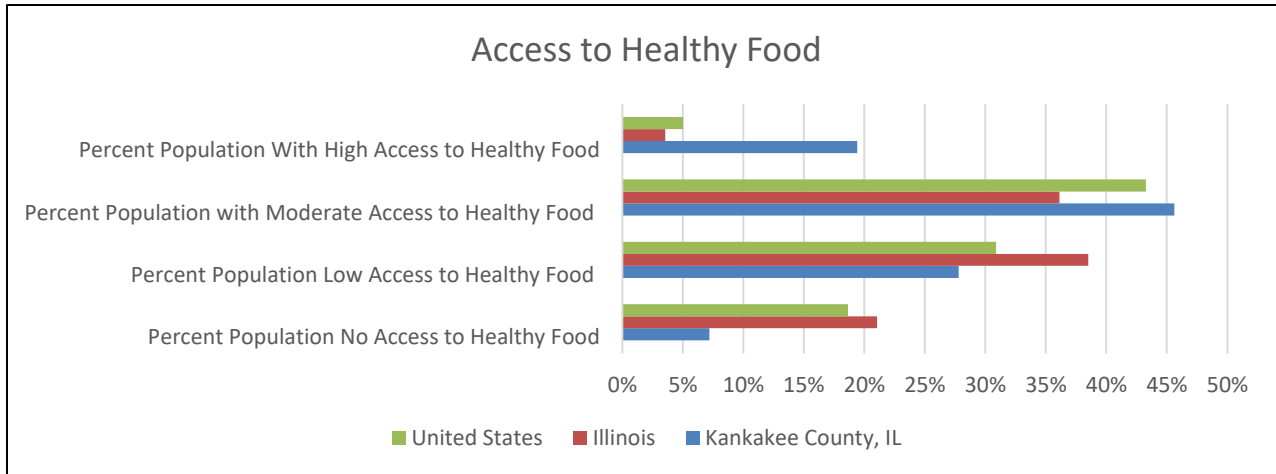 Access to Healthy Food
Percent Population With High Access to Healthy Food
Percent Population with Moderate Access to Healthy Food
Percent Population Low Access to Healthy Food
Percent Population No Access to Healthy Food
0% 5% 10% 15% 20% 25% 30% 35% 40% 45% 50%
United States Illinois Kankakee County, IL